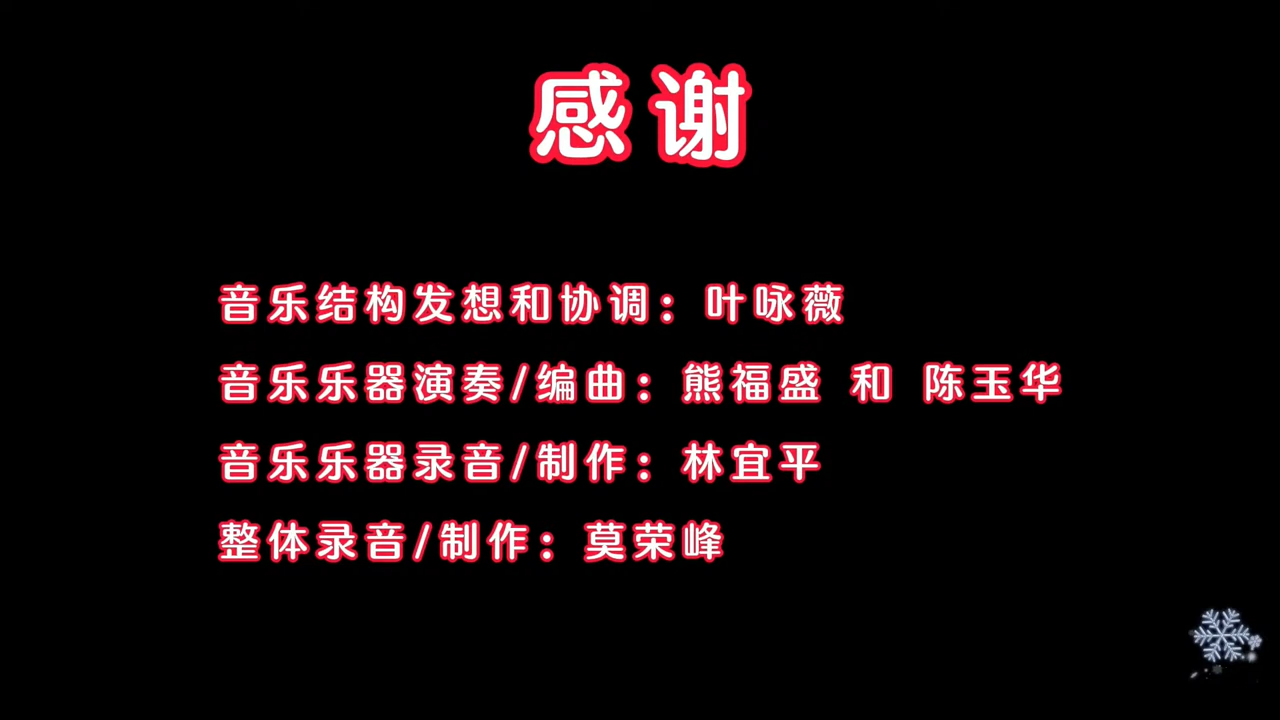 感谢
音乐结构发想和协调：叶咏薇
音乐乐器演奏/编曲：熊福盛 和 陈玉华
音乐乐器录音/制作：林宜平
整体录音/制作：莫荣峰